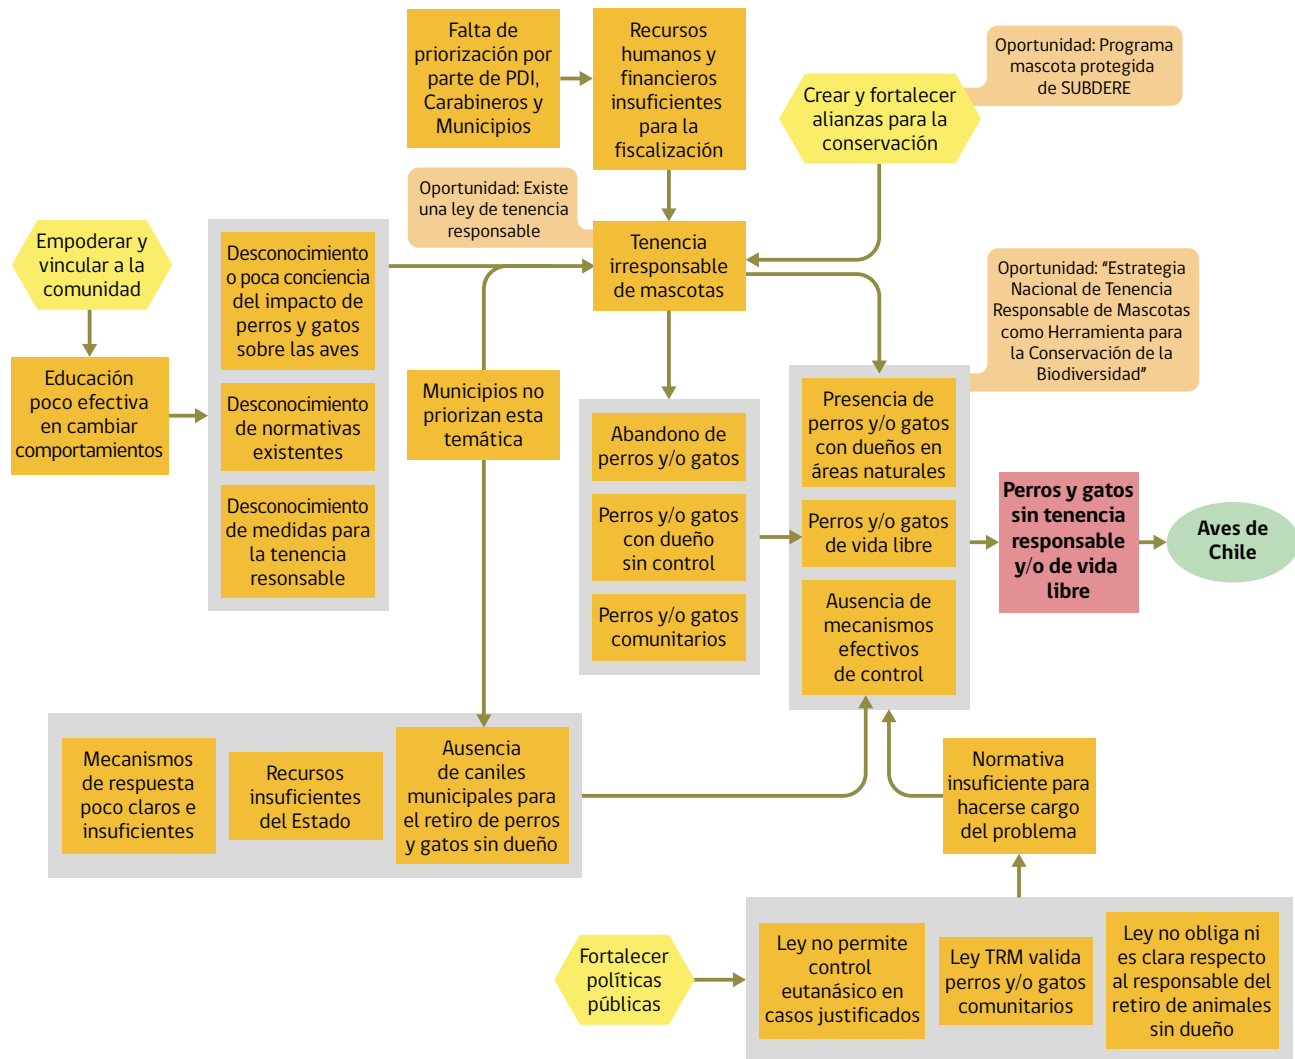 Falta de
priorización por
parte de PDI,
Carabineros y
Municipios
Recursos
humanos y
financieros
insuficientes
para la
fiscalización
Oportunidad: Programa
mascota protegida
de SUBDERE
Crear y fortalecer
alianzas para la
conservación
Oportunidad: Existe
una ley de tenencia
responsable
Empoderar y
vincular a la
comunidad
Desconocimiento
o poca conciencia
del impacto de
perros y gatos
sobre las aves
Tenencia
irresponsable
de mascotas
Oportunidad: "Estrategia
Nacional de Tenencia
Responsable de Mascotas
como Herramienta para
la Conservación de la
Biodiversidad"
Educación
poco efectiva
en cambiar
comportamientos
Desconocimiento
de normativas
existentes
Desconocimiento
de medidas para
la tenencia
resonsable
Municipios no
priorizan esta
temática
Abandono de
perros y/o gatos
Perros y/o gatos
con dueño
sin control
Perros y/o gatos
comunitarios
Presencia de
perros y/o gatos
con dueños en
áreas naturales
Perros y/o gatos
de vida libre
Ausencia de
mecanismos
efectivos
de control
Perros y gatos
sin tenencia
responsable
y/o de vida
libre
Aves de
Chile
Mecanismos
de respuesta
poco claros e
insuficientes
Recursos
insuficientes
del Estado
Ausencia
de caniles
municipales para
el retiro de perros
y gatos sin dueño
Normativa
insuficiente para
hacerse cargo
del problema
Fortalecer
políticas
públicas
Ley no permite
control
eutanásico en
casos justificados
Ley TRM valida
perros y/o gatos
comunitarios
Ley no obliga ni
es clara respecto
al responsable del
retiro de animales
sin dueño